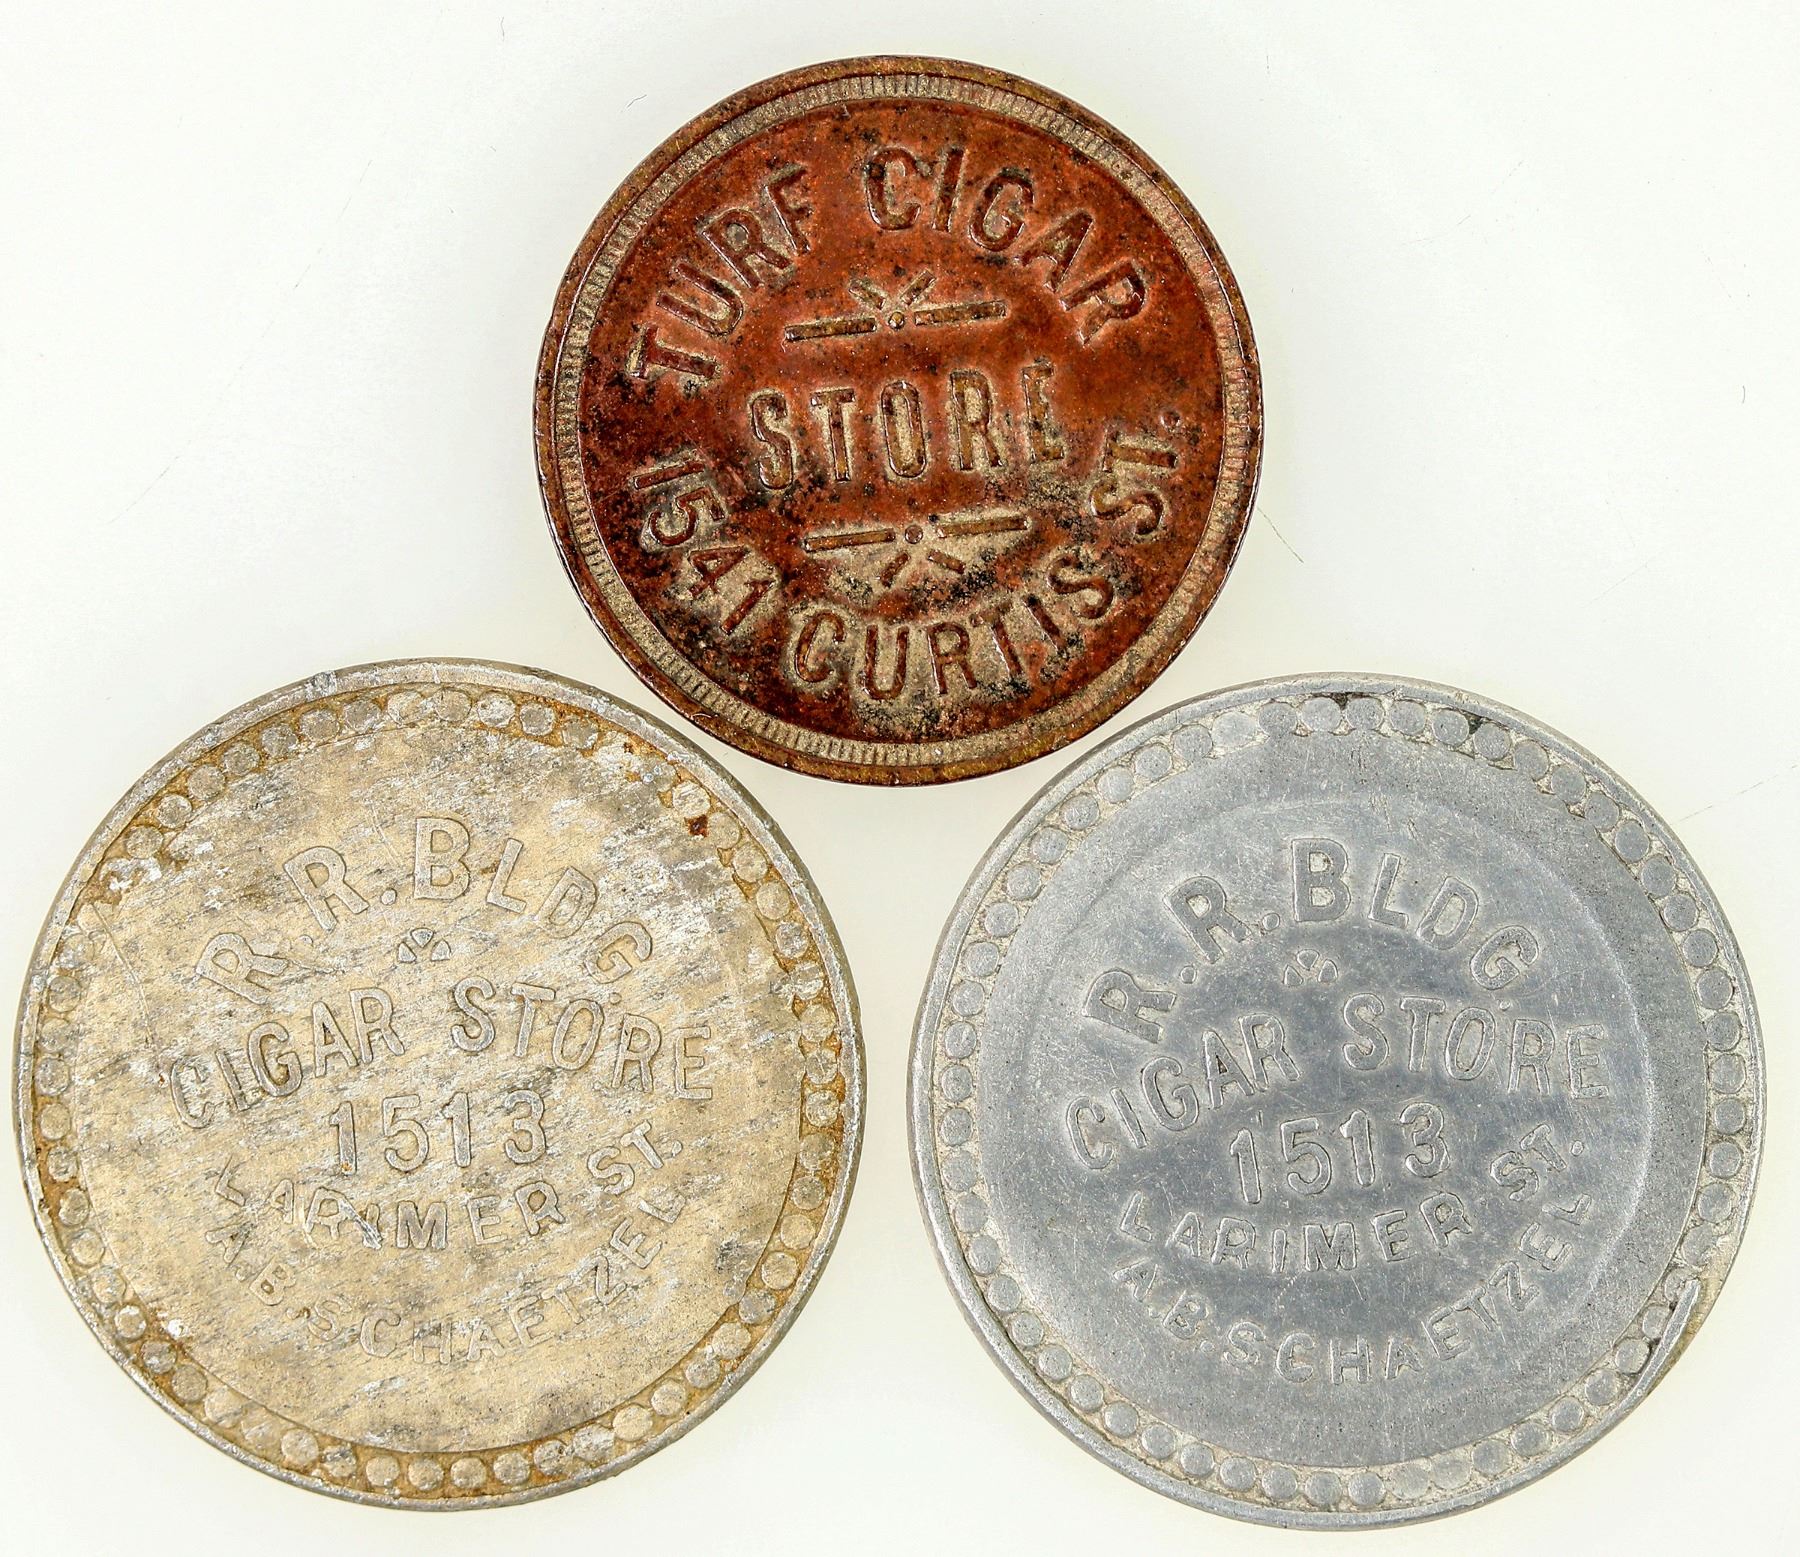 TURF CIGAR
STORE
1541 CURTIS ST.
R.R. BLDG.
CIGAR STORE
1513
LARIMER ST.
A.B. SCHAETZEL
R.R. BLDG.
CIGAR STORE
1513
LARIMER ST.
A.B. SCHAETZEL